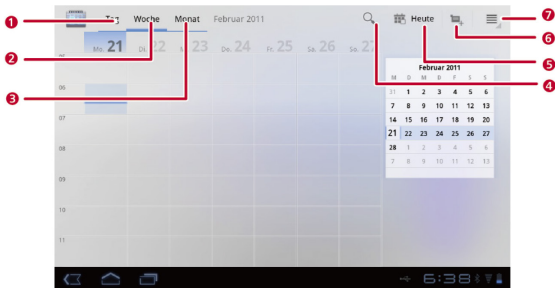 Tag Woche Monat Februar 2011 Heute
Mo. 21 Di. 22 Mi. 23 Do. 24 Fr. 25 Sa. 26 So. 27
06
07
08
09
10
11
Februar 2011
M D M D F S S
31 1 2 3 4 5 6
7 8 9 10 11 12 13
14 15 16 17 18 19 20
21 22 23 24 25 26 27
28 1 2 3 4 5 6
7 8 9 10 11 12 13
6:38
1
2
3
4
5
6
7